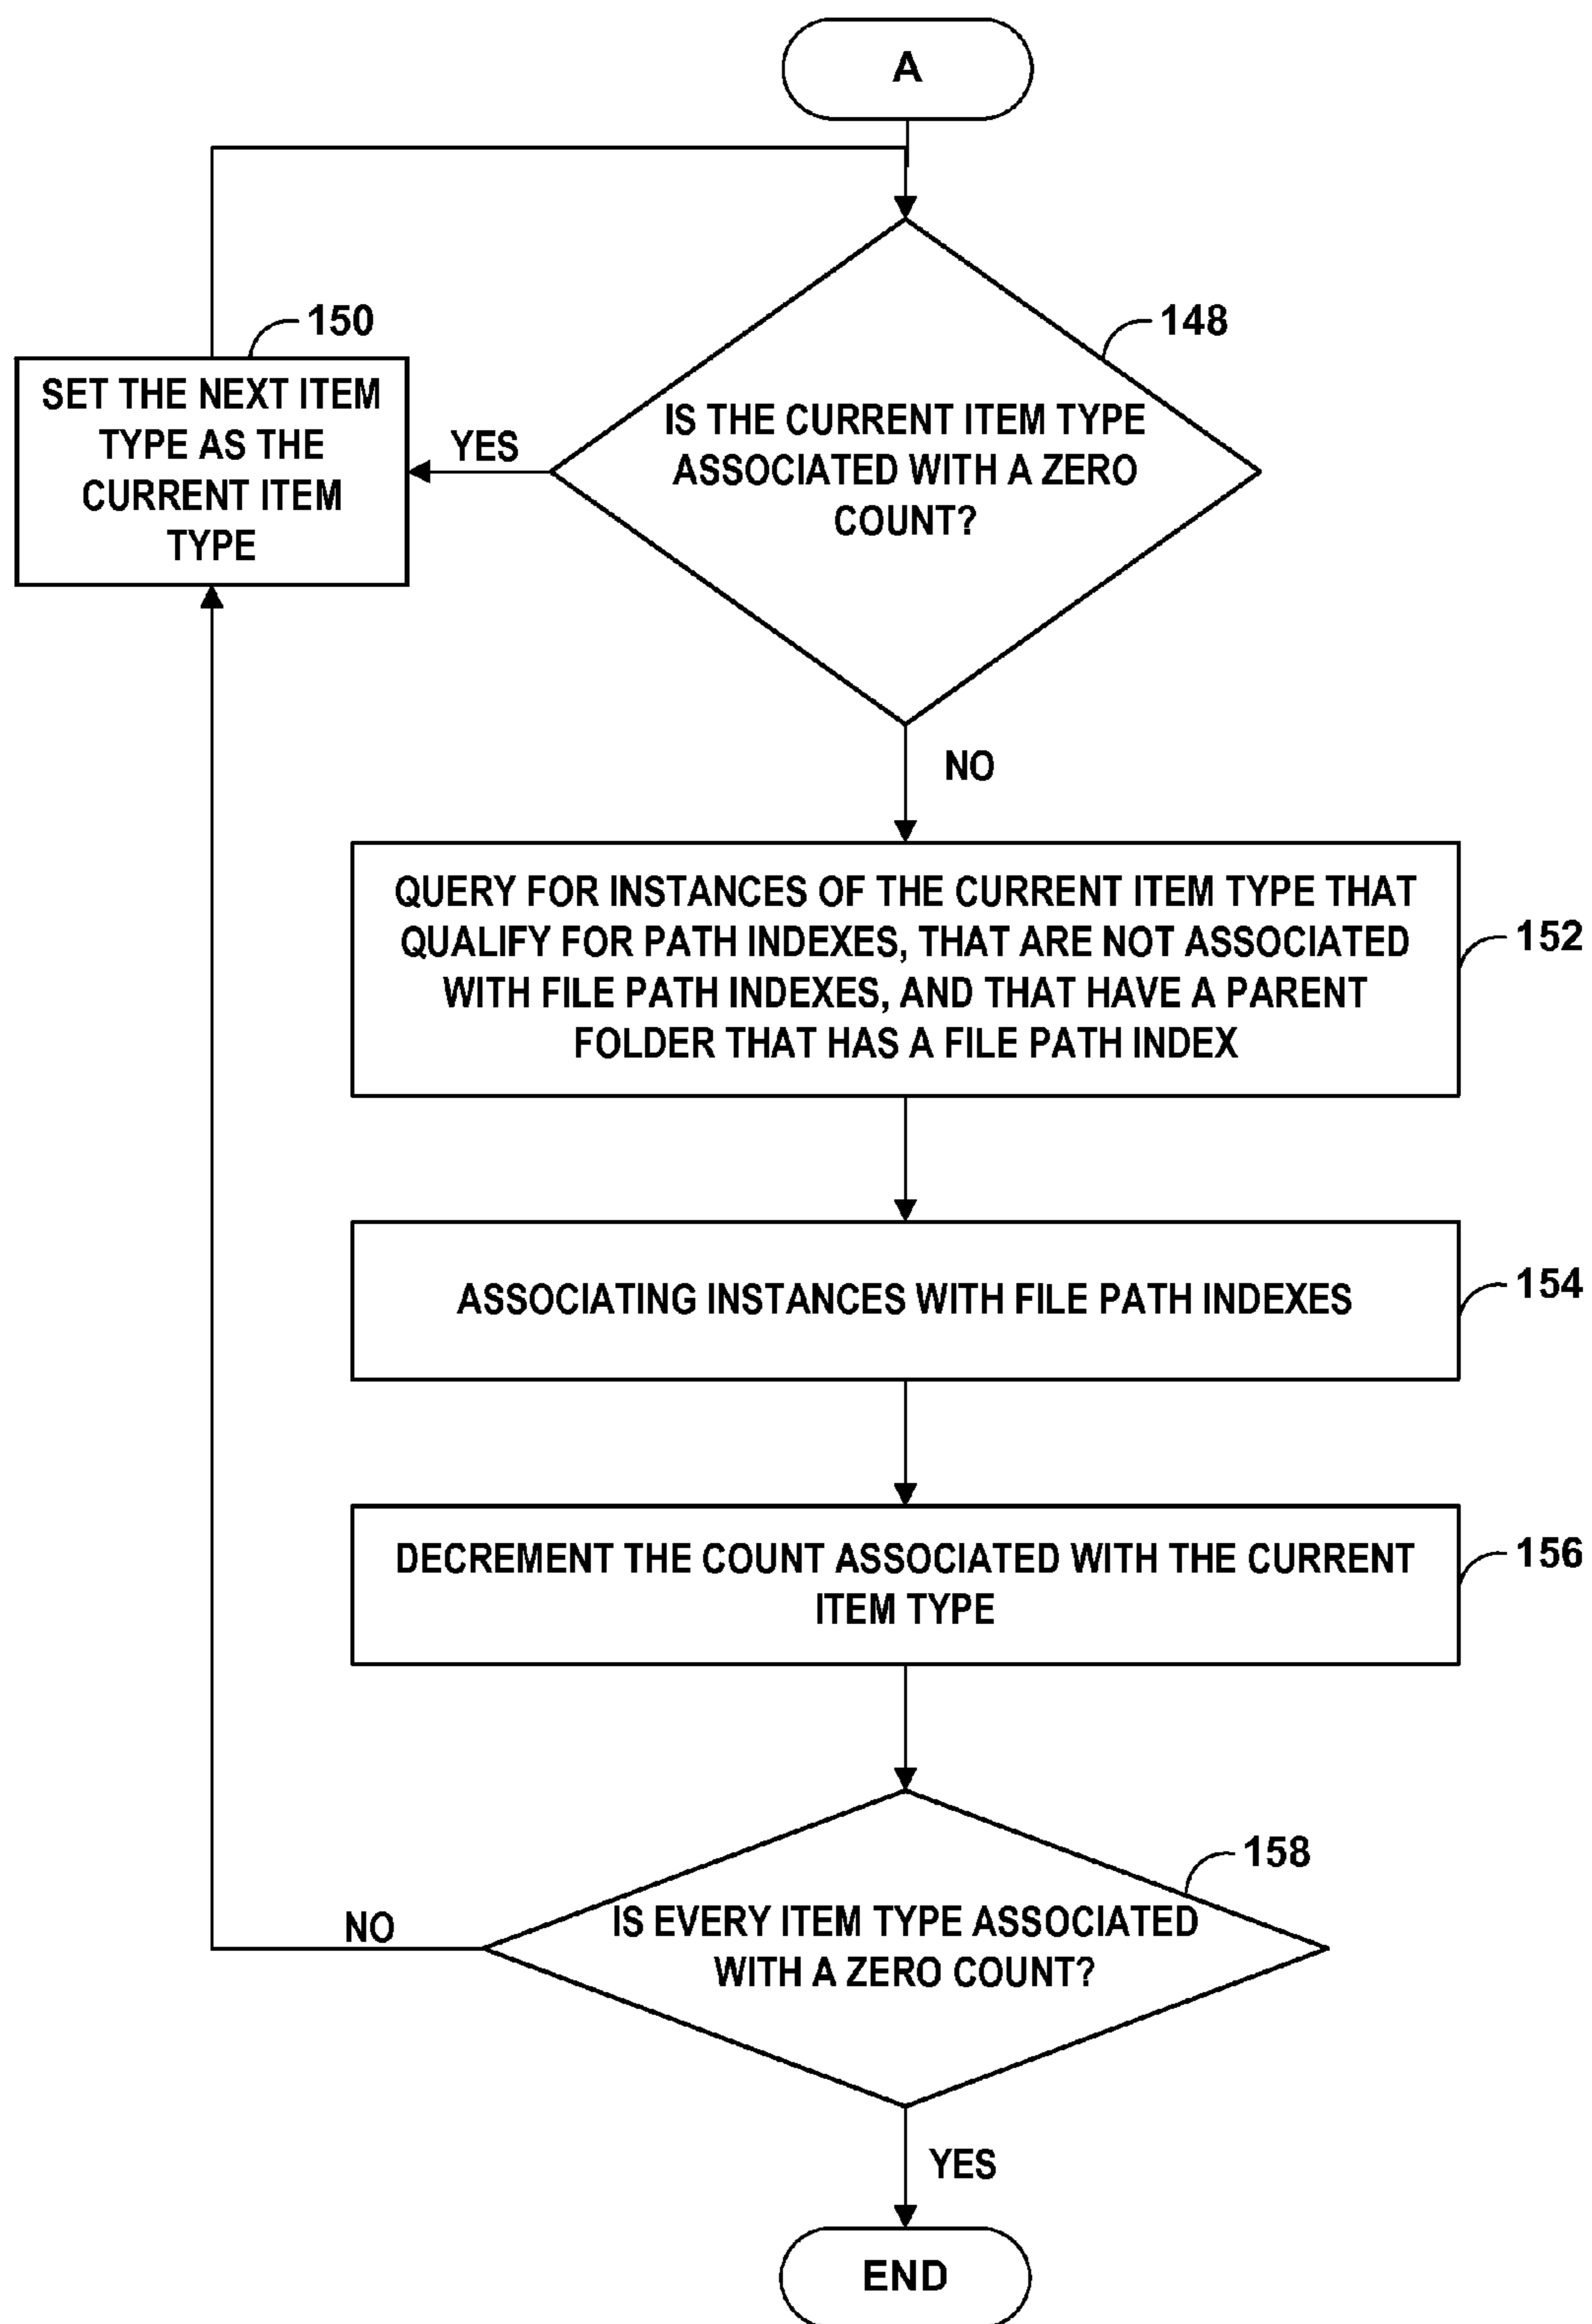 A
150
148
SET THE NEXT ITEM
TYPE AS THE
CURRENT ITEM
TYPE
YES
IS THE CURRENT ITEM TYPE
ASSOCIATED WITH A ZERO
COUNT?
NO
QUERY FOR INSTANCES OF THE CURRENT ITEM TYPE THAT
QUALIFY FOR PATH INDEXES, THAT ARE NOT ASSOCIATED
WITH FILE PATH INDEXES, AND THAT HAVE A PARENT
FOLDER THAT HAS A FILE PATH INDEX
152
ASSOCIATING INSTANCES WITH FILE PATH INDEXES
154
DECREMENT THE COUNT ASSOCIATED WITH THE CURRENT
ITEM TYPE
156
158
IS EVERY ITEM TYPE ASSOCIATED
WITH A ZERO COUNT?
NO
YES
END